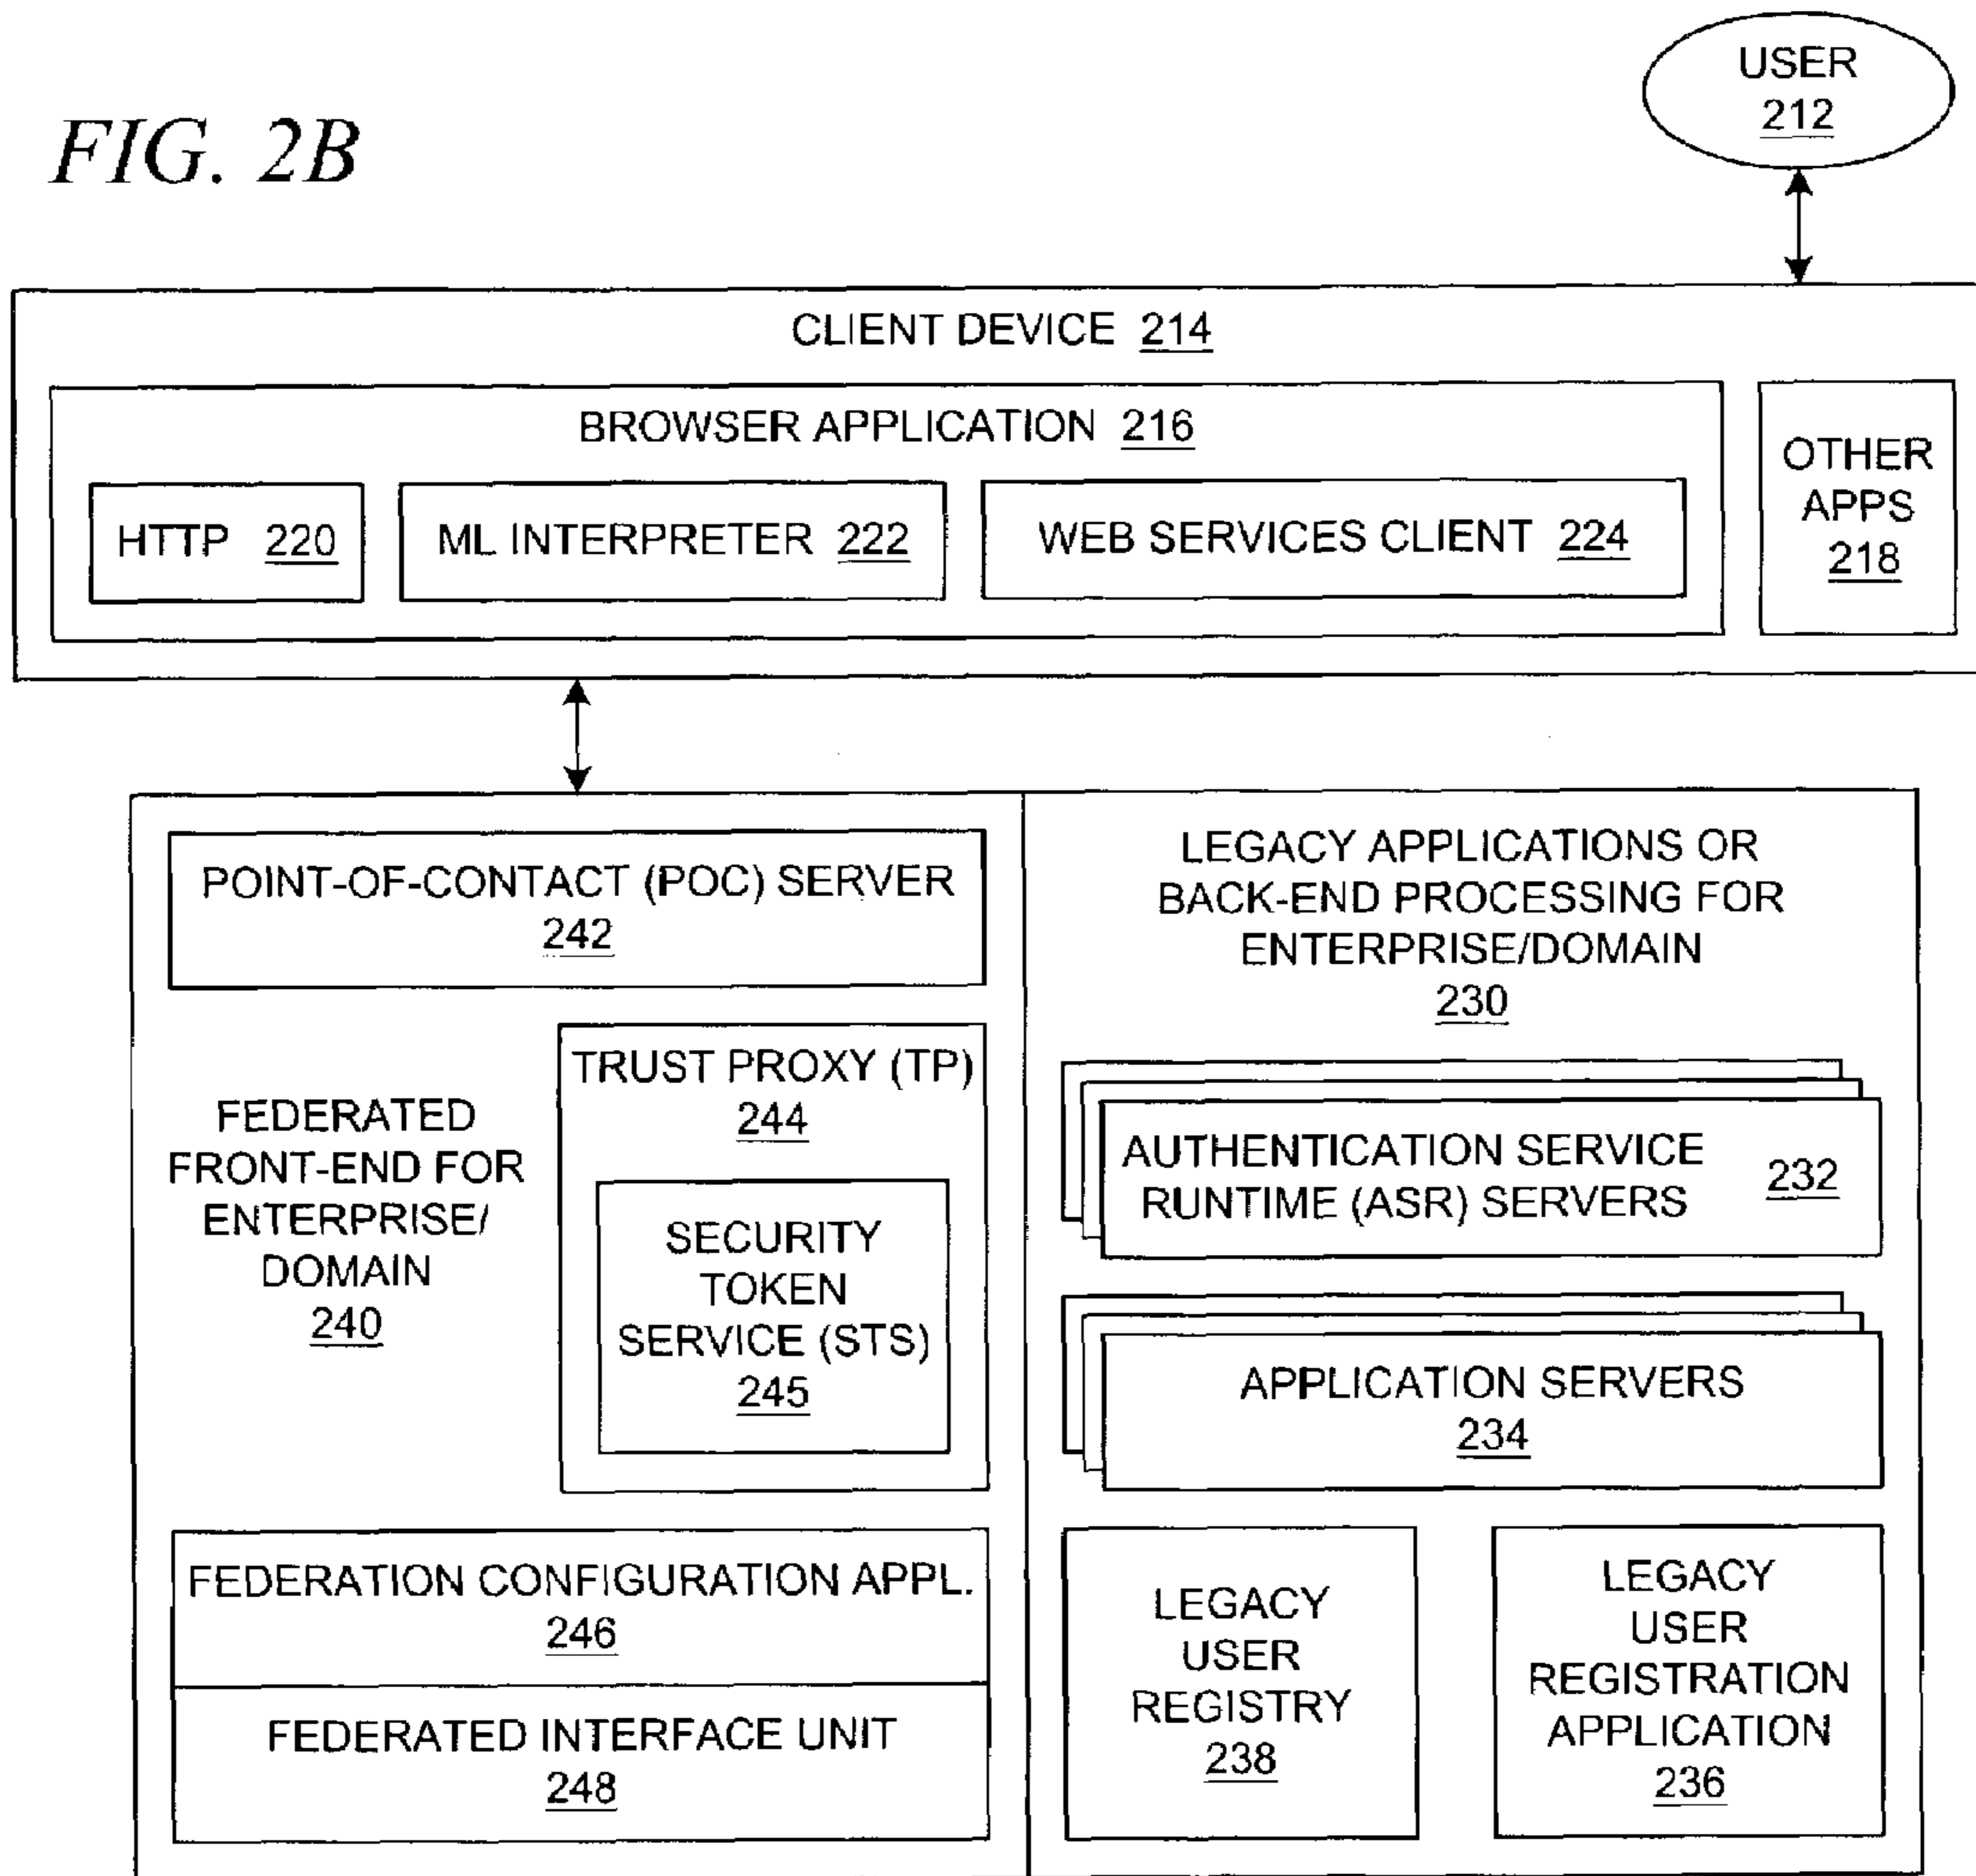 FIG. 2B
USER
212
CLIENT DEVICE 214
BROWSER APPLICATION 216
HTTP 220
ML INTERPRETER 222
WEB SERVICES CLIENT 224
OTHER
APPS
218
POINT-OF-CONTACT (POC) SERVER
242
FEDERATED
FRONT-END FOR
ENTERPRISE/
DOMAIN
240
TRUST PROXY (TP)
244
SECURITY
TOKEN
SERVICE (STS)
245
FEDERATION CONFIGURATION APPL.
246
FEDERATED INTERFACE UNIT
248
LEGACY APPLICATIONS OR
BACK-END PROCESSING FOR
ENTERPRISE/DOMAIN
230
AUTHENTICATION SERVICE
RUNTIME (ASR) SERVERS 232
APPLICATION SERVERS
234
LEGACY
USER
REGISTRY
238
LEGACY
USER
REGISTRATION
APPLICATION
236